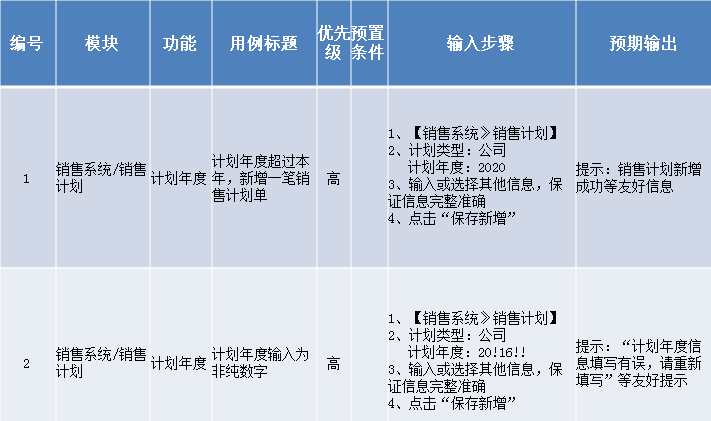 编号
模块
功能
用例标题
优先
级
预置
条件
输入步骤
预期输出
1
销售系统/销售
计划
计划年度
计划年度超过本
年，新增一笔销
售计划单
高
1、【销售系统》销售计划】
2、计划类型：公司
计划年度：2020
3、输入或选择其他信息，保
证信息完整准确
4、点击“保存新增”
提示：销售计划新增
成功等友好信息
2
销售系统/销售
计划
计划年度
计划年度输入为
非纯数字
高
1、【销售系统》销售计划】
2、计划类型：公司
计划年度：20!16!!
3、输入或选择其他信息，保
证信息完整准确
4、点击“保存新增”
提示：“计划年度信
息填写有误，请重新
填写”等友好提示